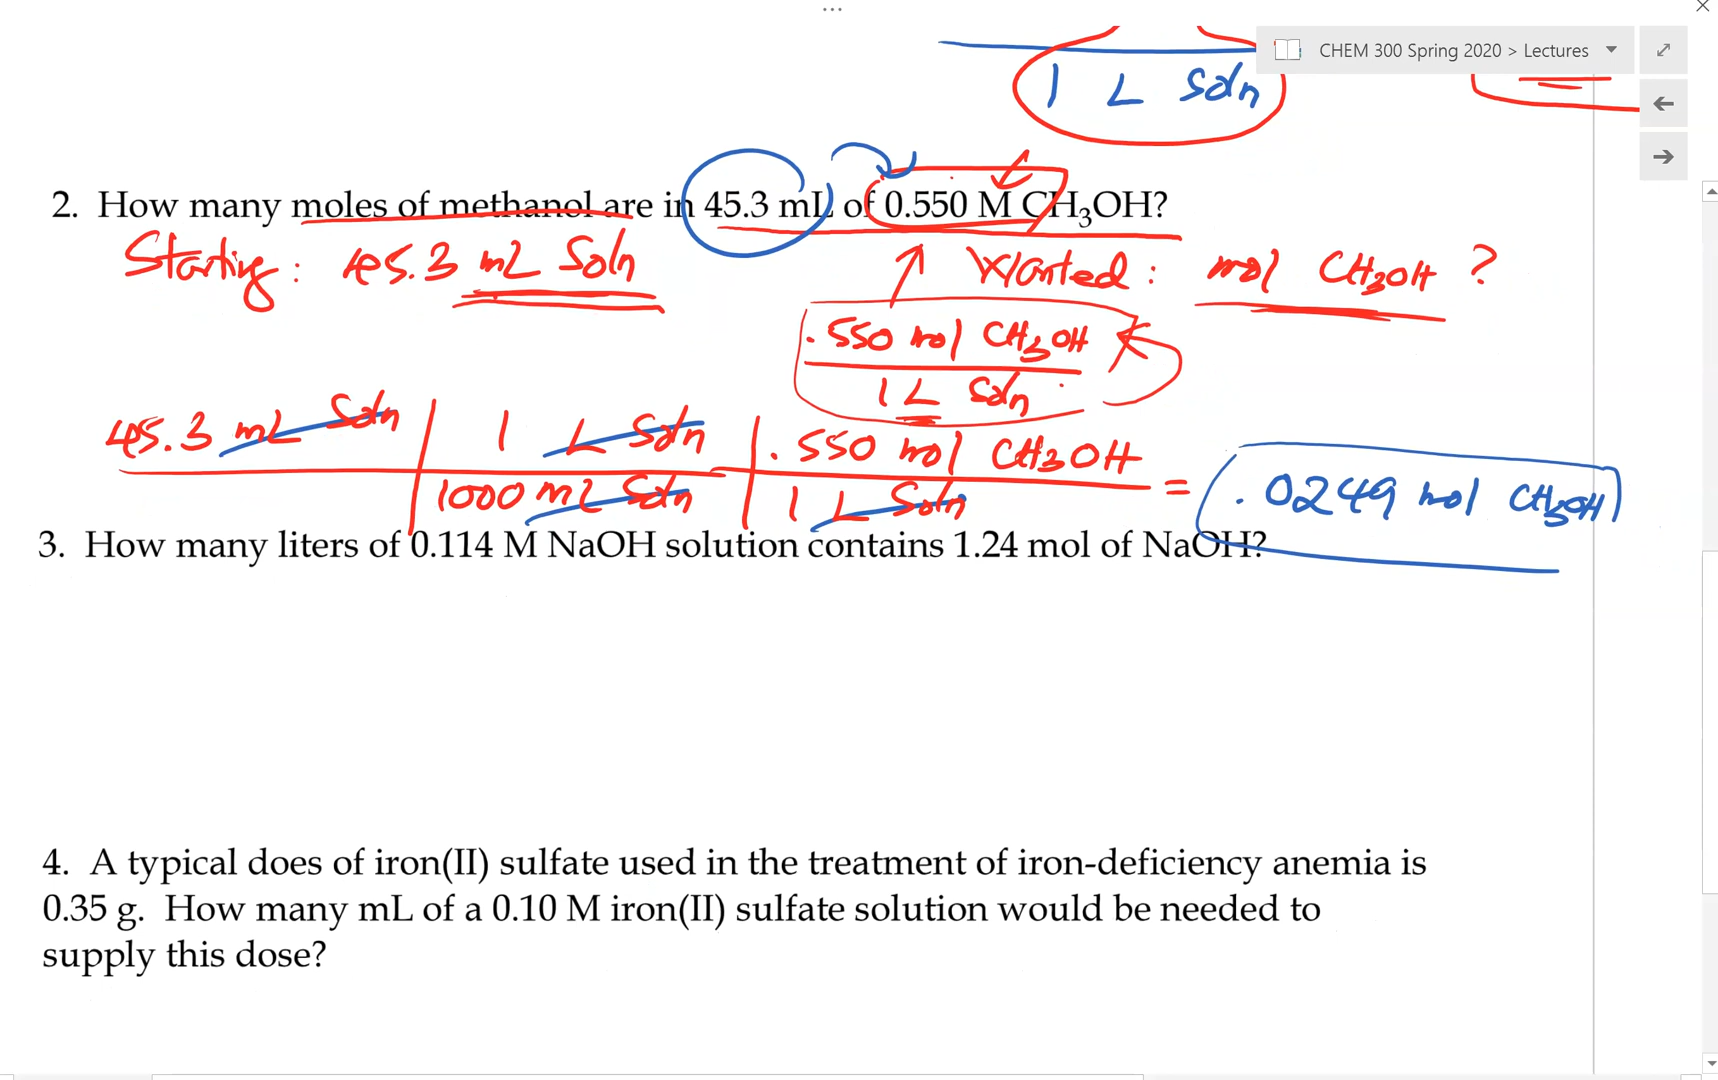 CHEM 300 Spring 2020 > Lectures
1 L Soln
2. How many moles of methanol are in 45.3 mL of 0.550 M CH₃OH?
Starting: 45.3 mL Soln Wanted: mol CH₃OH ?
.550 mol CH₃OH
1 L Soln
45.3 mL Soln | 1 L Soln | .550 mol CH₃OH
1000 mL Soln | 1 L Soln = .0249 mol CH₃OH
3. How many liters of 0.114 M NaOH solution contains 1.24 mol of NaOH?
4. A typical does of iron(II) sulfate used in the treatment of iron-deficiency anemia is
0.35 g. How many mL of a 0.10 M iron(II) sulfate solution would be needed to
supply this dose?